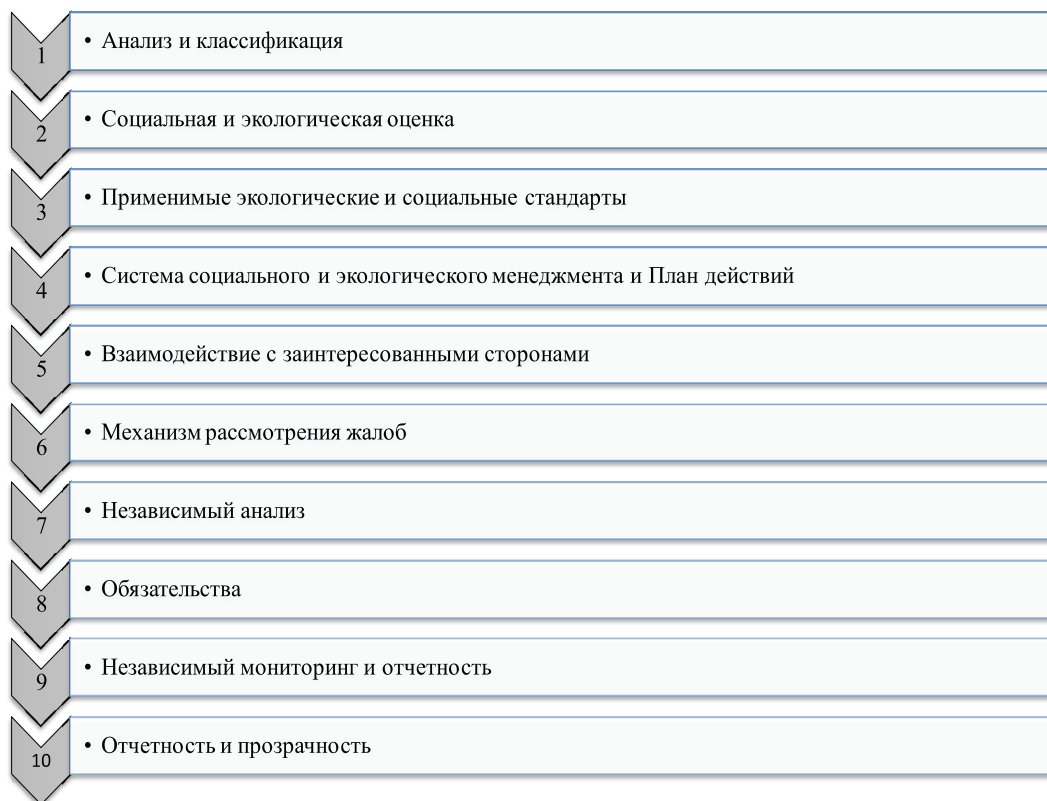 1
• Анализ и классификация
2
• Социальная и экологическая оценка
3
• Применимые экологические и социальные стандарты
4
• Система социального и экологического менеджмента и План действий
5
• Взаимодействие с заинтересованными сторонами
6
• Механизм рассмотрения жалоб
7
• Независимый анализ
8
• Обязательства
9
• Независимый мониторинг и отчетность
10
• Отчетность и прозрачность